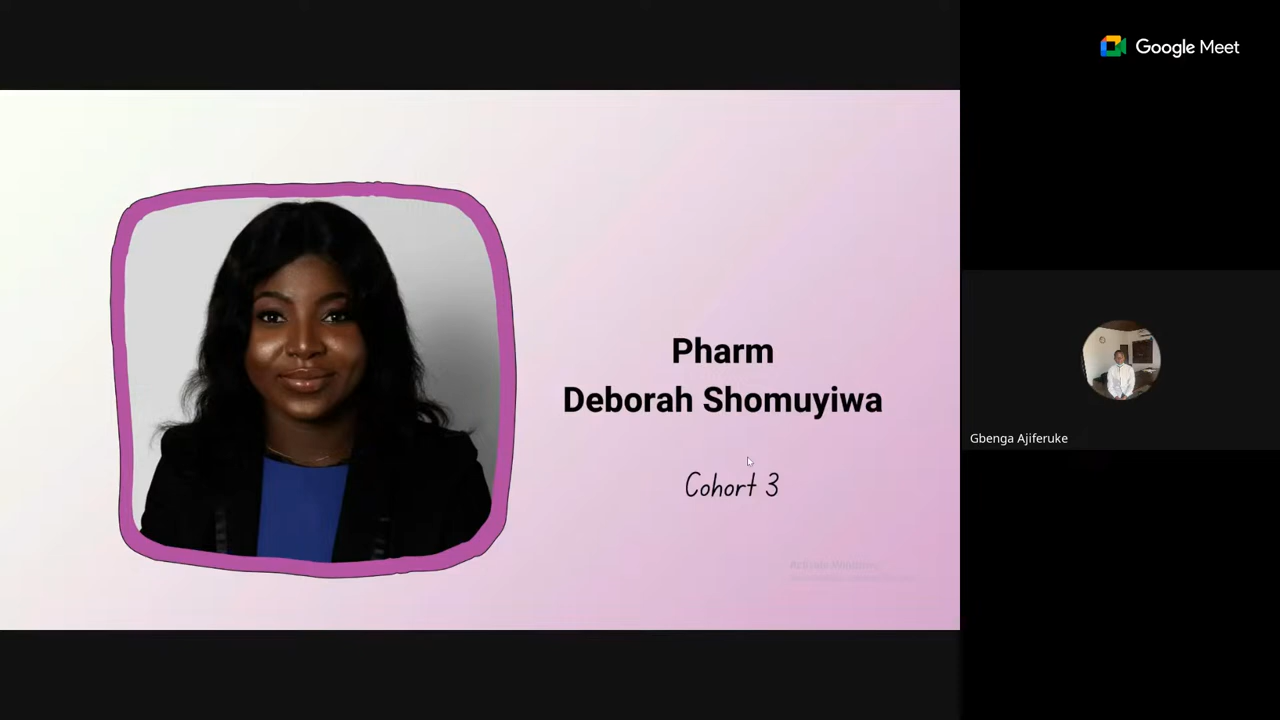 Google Meet
Pharm
Deborah Shomuyiwa
Cohort 3
Gbenga Ajiferuke